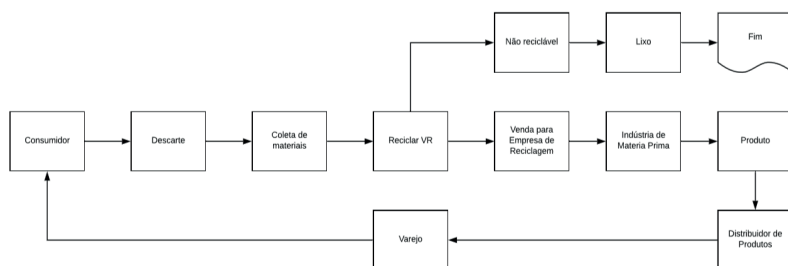 Não reciclável
Lixo
Fim
Consumidor
Descarte
Coleta de
materiais
Reciclar VR
Venda para
Empresa de
Reciclagem
Indústria de
Materia Prima
Produto
Varejo
Distribuidor de
Produtos